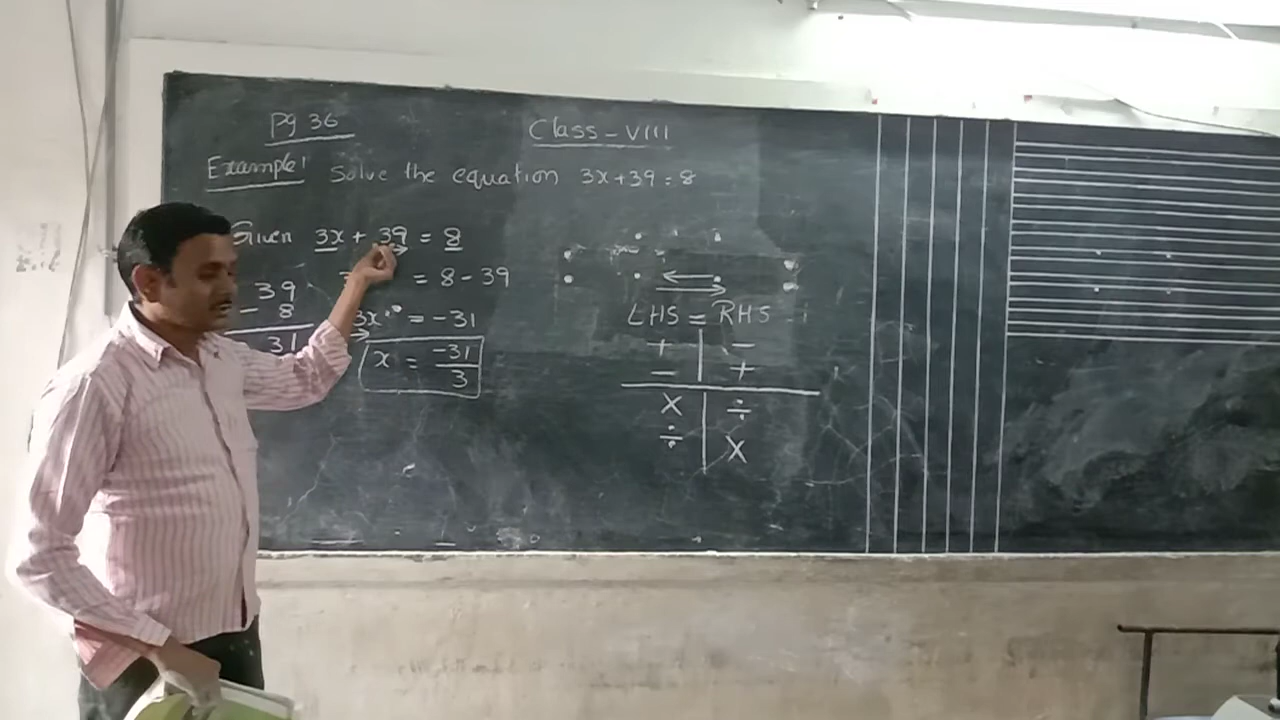 Pg 36
Class - VIII
Example 1 Solve the equation 3x+39=8
Given 3x + 39 = 8
= 8 - 39
3x = -31
x = -31/3
39
- 8
31
LHS = RHS
+ | -
- | +
× | ÷
÷ | ×